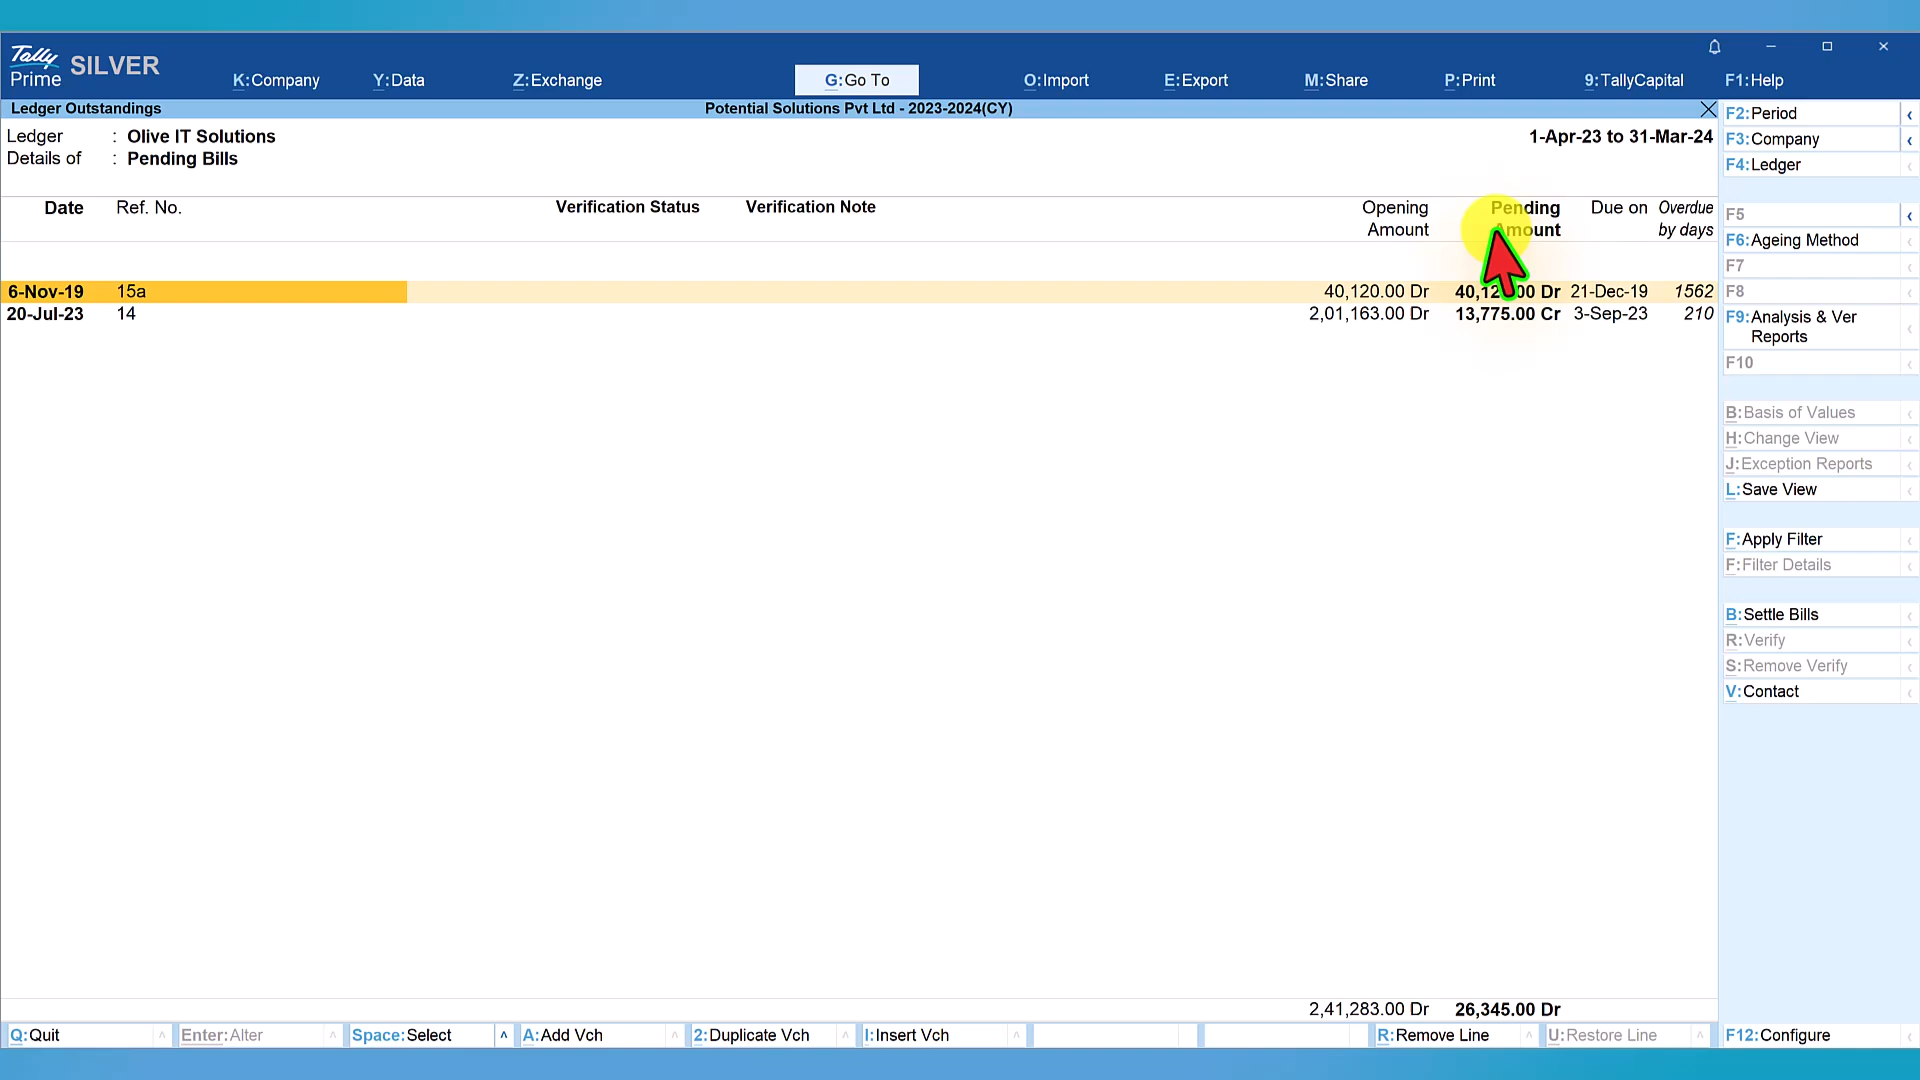 Tally
Prime SILVER
K:Company Y:Data Z:Exchange G:Go To O:Import E:Export M:Share P:Print 9:TallyCapital F1:Help
Ledger Outstandings Potential Solutions Pvt Ltd - 2023-2024(CY)
Ledger : Olive IT Solutions 1-Apr-23 to 31-Mar-24
Details of : Pending Bills
Date Ref. No. Verification Status Verification Note Opening Pending Due on Overdue
Amount Amount by days
6-Nov-19 15a 40,120.00 Dr 40,120.00 Dr 21-Dec-19 1562
20-Jul-23 14 2,01,163.00 Dr 13,775.00 Cr 3-Sep-23 210
2,41,283.00 Dr 26,345.00 Dr
F2:Period
F3:Company
F4:Ledger
F5
F6:Ageing Method
F7
F8
F9:Analysis & Ver
Reports
F10
B:Basis of Values
H:Change View
J:Exception Reports
L:Save View
F:Apply Filter
F:Filter Details
B:Settle Bills
R:Verify
S:Remove Verify
V:Contact
Q:Quit Enter:Alter Space:Select A:Add Vch 2:Duplicate Vch I:Insert Vch R:Remove Line U:Restore Line F12:Configure